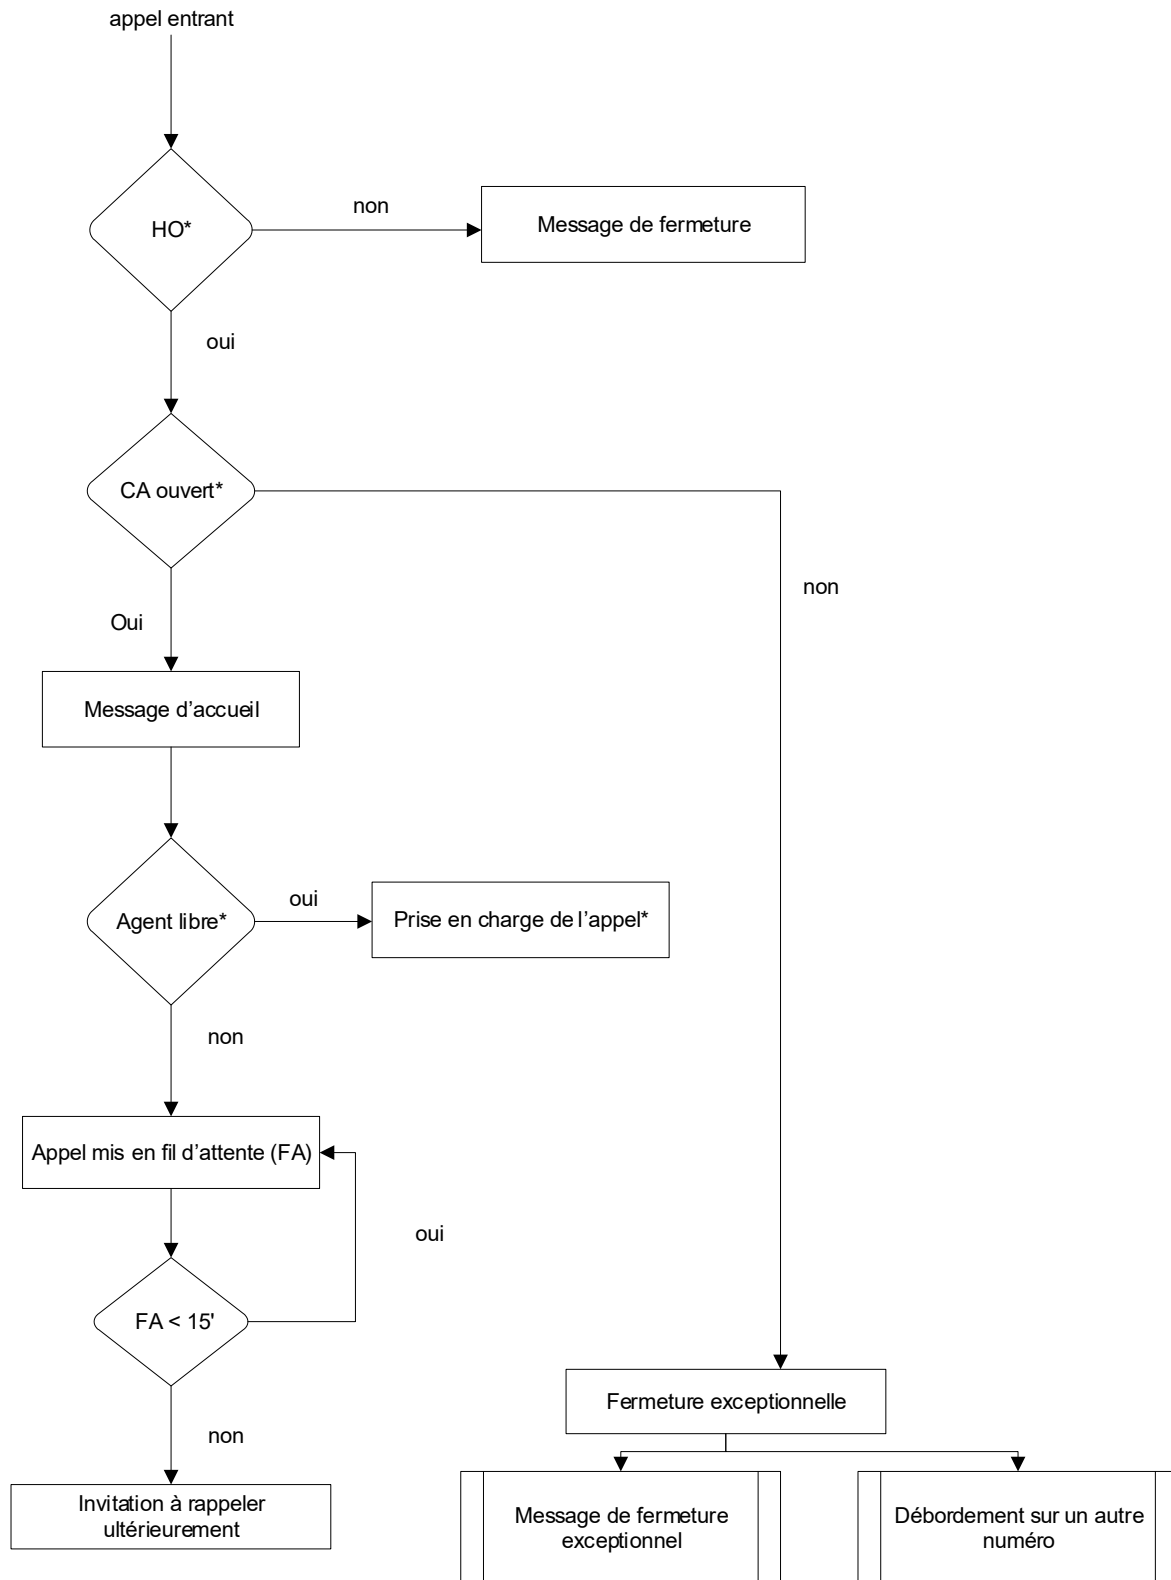 appel entrant
HO*
non
Message de fermeture
oui
CA ouvert*
non
Oui
Message d'accueil
Agent libre*
oui
Prise en charge de l'appel*
non
Appel mis en fil d'attente (FA)
oui
FA < 15'
Fermeture exceptionnelle
non
Invitation à rappeler
ultérieurement
Message de fermeture
exceptionnel
Débordement sur un autre
numéro